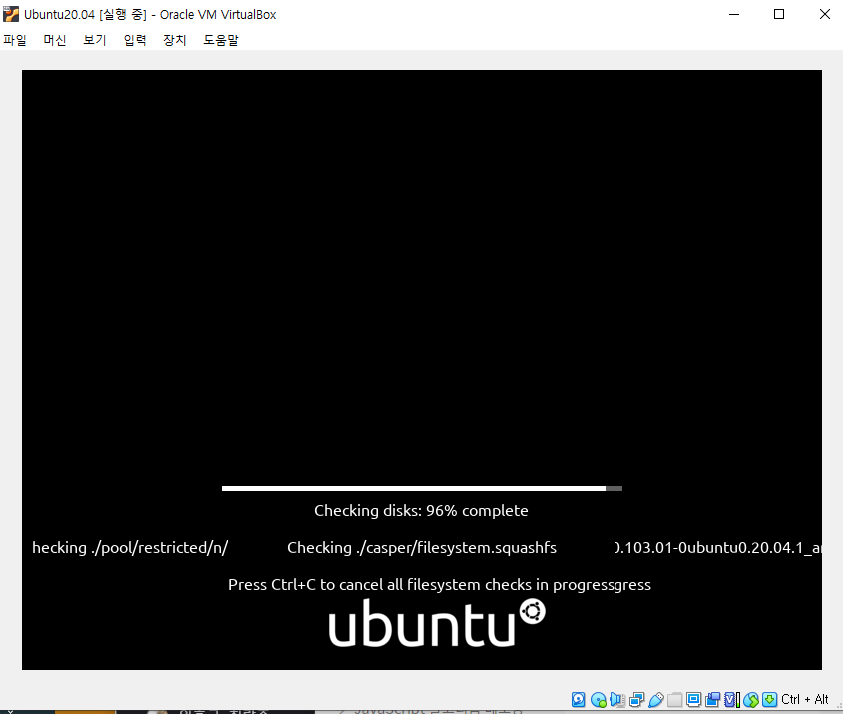 Ubuntu20.04 [실행 중] - Oracle VM VirtualBox
파일 머신 보기 입력 장치 도움말
Checking disks: 96% complete
hecking ./pool/restricted/n/ Checking ./casper/filesystem.squashfs 0.103.01-0ubuntu0.20.04.1_a
Press Ctrl+C to cancel all filesystem checks in progressgress
ubuntu
Ctrl + Alt